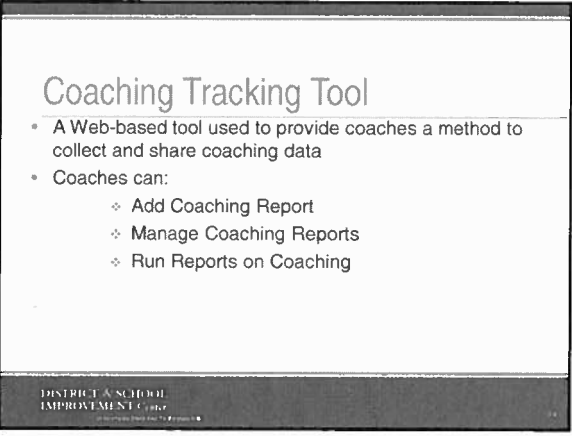 Coaching Tracking Tool
• A Web-based tool used to provide coaches a method to
collect and share coaching data
• Coaches can:
Add Coaching Report
Manage Coaching Reports
Run Reports on Coaching
DISTRICT & SCHOOL
IMPROVEMENT Center